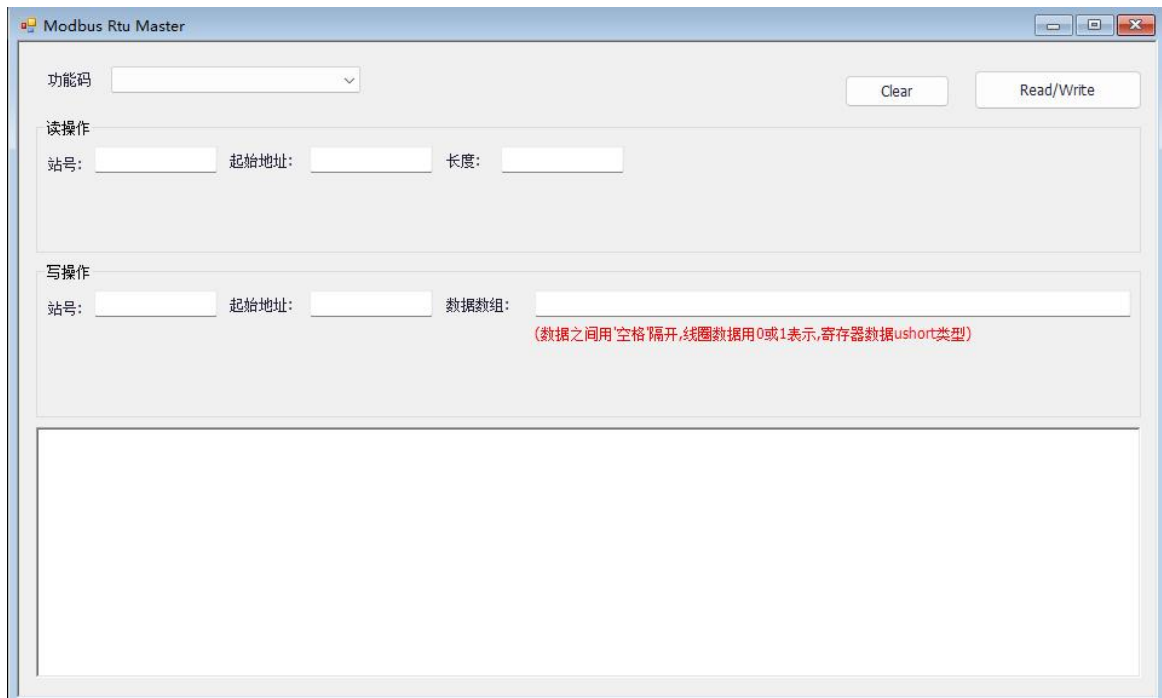 Modbus Rtu Master
功能码
Clear
Read/Write
读操作
站号:
起始地址:
长度:
写操作
站号:
起始地址:
数据数组:
(数据之间用'空格'隔开,线圈数据用0或1表示,寄存器数据ushort类型)